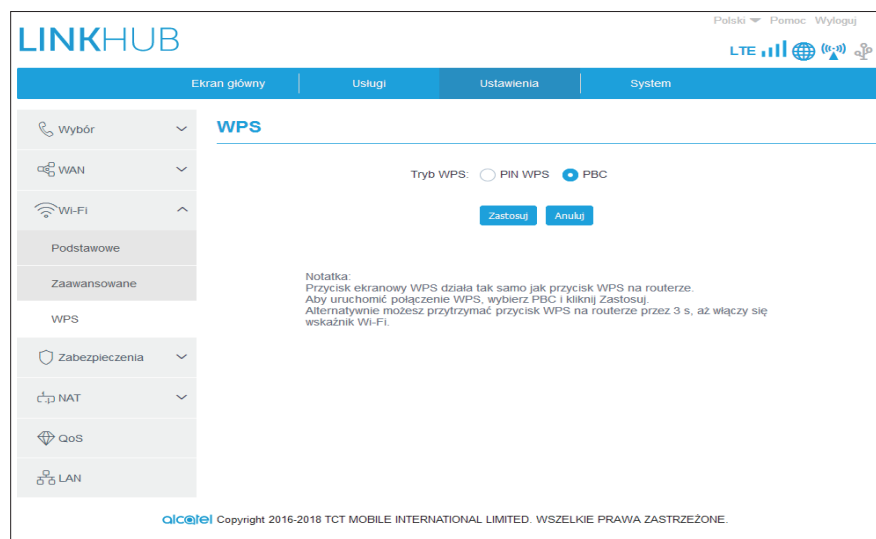 Polski Pomoc Wyloguj
LINKHUB
LTE
Ekran główny Usługi Ustawienia System
Wybór
WPS
Tryb WPS: PIN WPS PBC
WAN
Wi-Fi
Zastosuj Anuluj
Podstawowe
Zaawansowane
Notatka:
Przycisk ekranowy WPS działa tak samo jak przycisk WPS na routerze.
Aby uruchomić połączenie WPS, wybierz PBC i kliknij Zastosuj.
Alternatywnie możesz przytrzymać przycisk WPS na routerze przez 3 s, aż włączy się
wskaźnik Wi-Fi.
WPS
Zabezpieczenia
NAT
QoS
LAN
alcatel Copyright 2016-2018 TCT MOBILE INTERNATIONAL LIMITED. WSZELKIE PRAWA ZASTRZEŻONE.